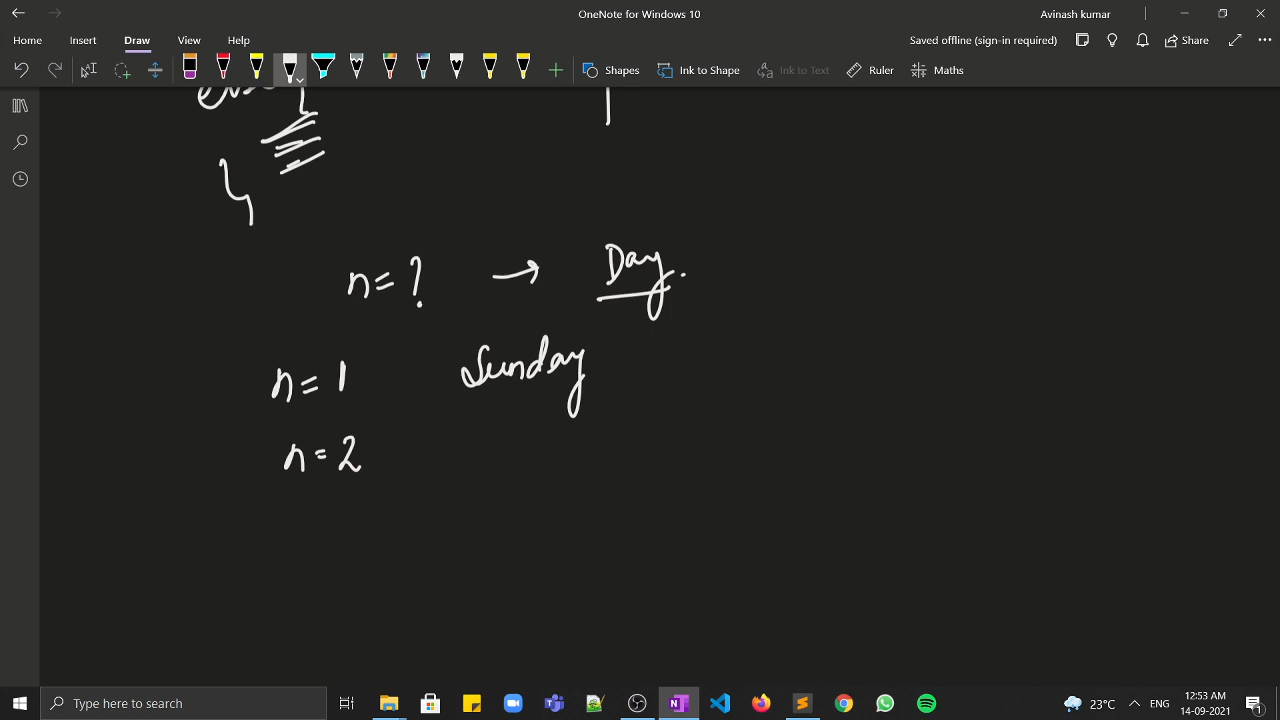 OneNote for Windows 10
Avinash kumar
Home Insert Draw View Help
Saved offline (sign-in required)
Share
Shapes
Ink to Shape
Ink to Text
Ruler
Maths
n = ? → Day.
n = 1 Sunday
n = 2
Type here to search
23°C
ENG
12:53 AM
14-09-2021
2